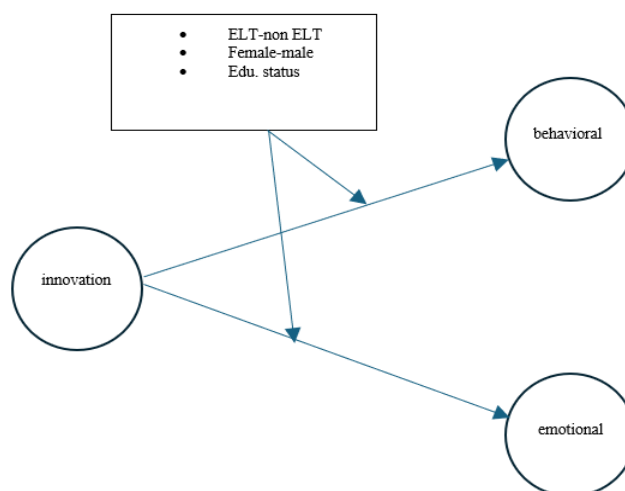 • ELT-non ELT
• Female-male
• Edu. status
behavioral
innovation
emotional